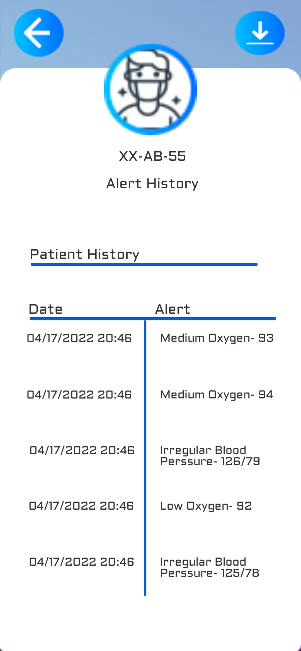 XX-AB-55
Alert History
Patient History
Date Alert
04/17/2022 20:46 Medium Oxygen- 93
04/17/2022 20:46 Medium Oxygen- 94
04/17/2022 20:46 Irregular Blood
Perssure- 126/79
04/17/2022 20:46 Low Oxygen- 92
04/17/2022 20:46 Irregular Blood
Perssure- 125/78